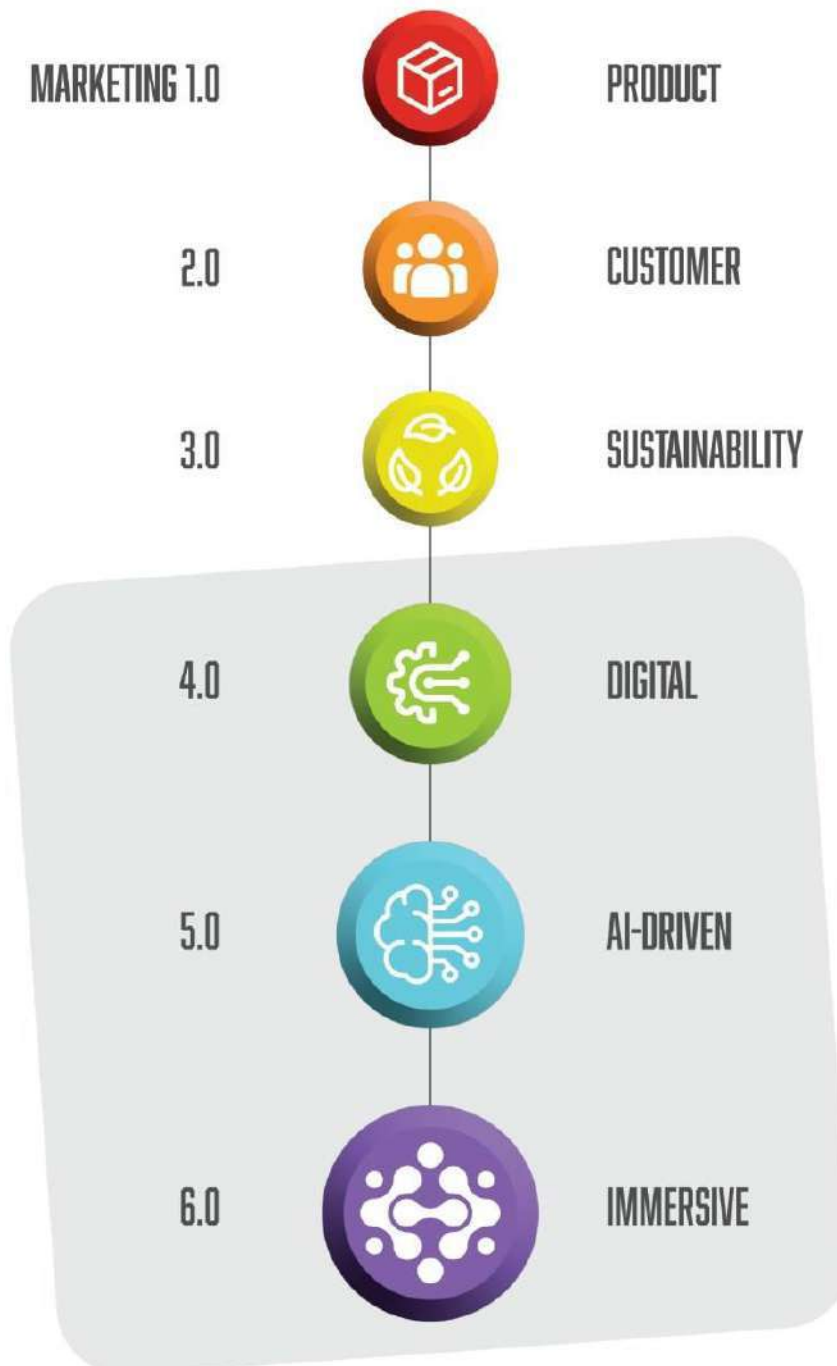 MARKETING 1.0 PRODUCT
2.0 CUSTOMER
3.0 SUSTAINABILITY
4.0 DIGITAL
5.0 AI-DRIVEN
6.0 IMMERSIVE